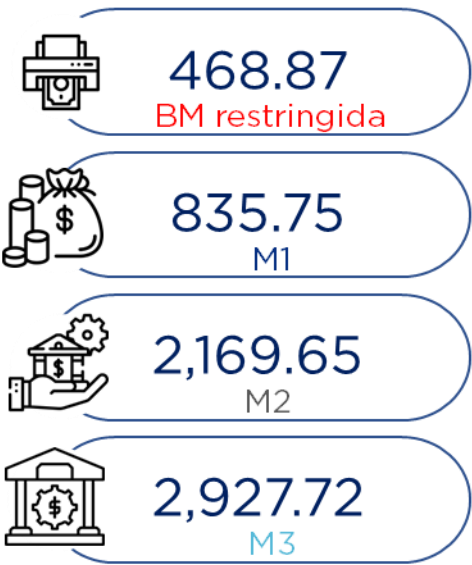 468.87
BM restringida
$
835.75
M1
$
2,169.65
M2
$
2,927.72
M3